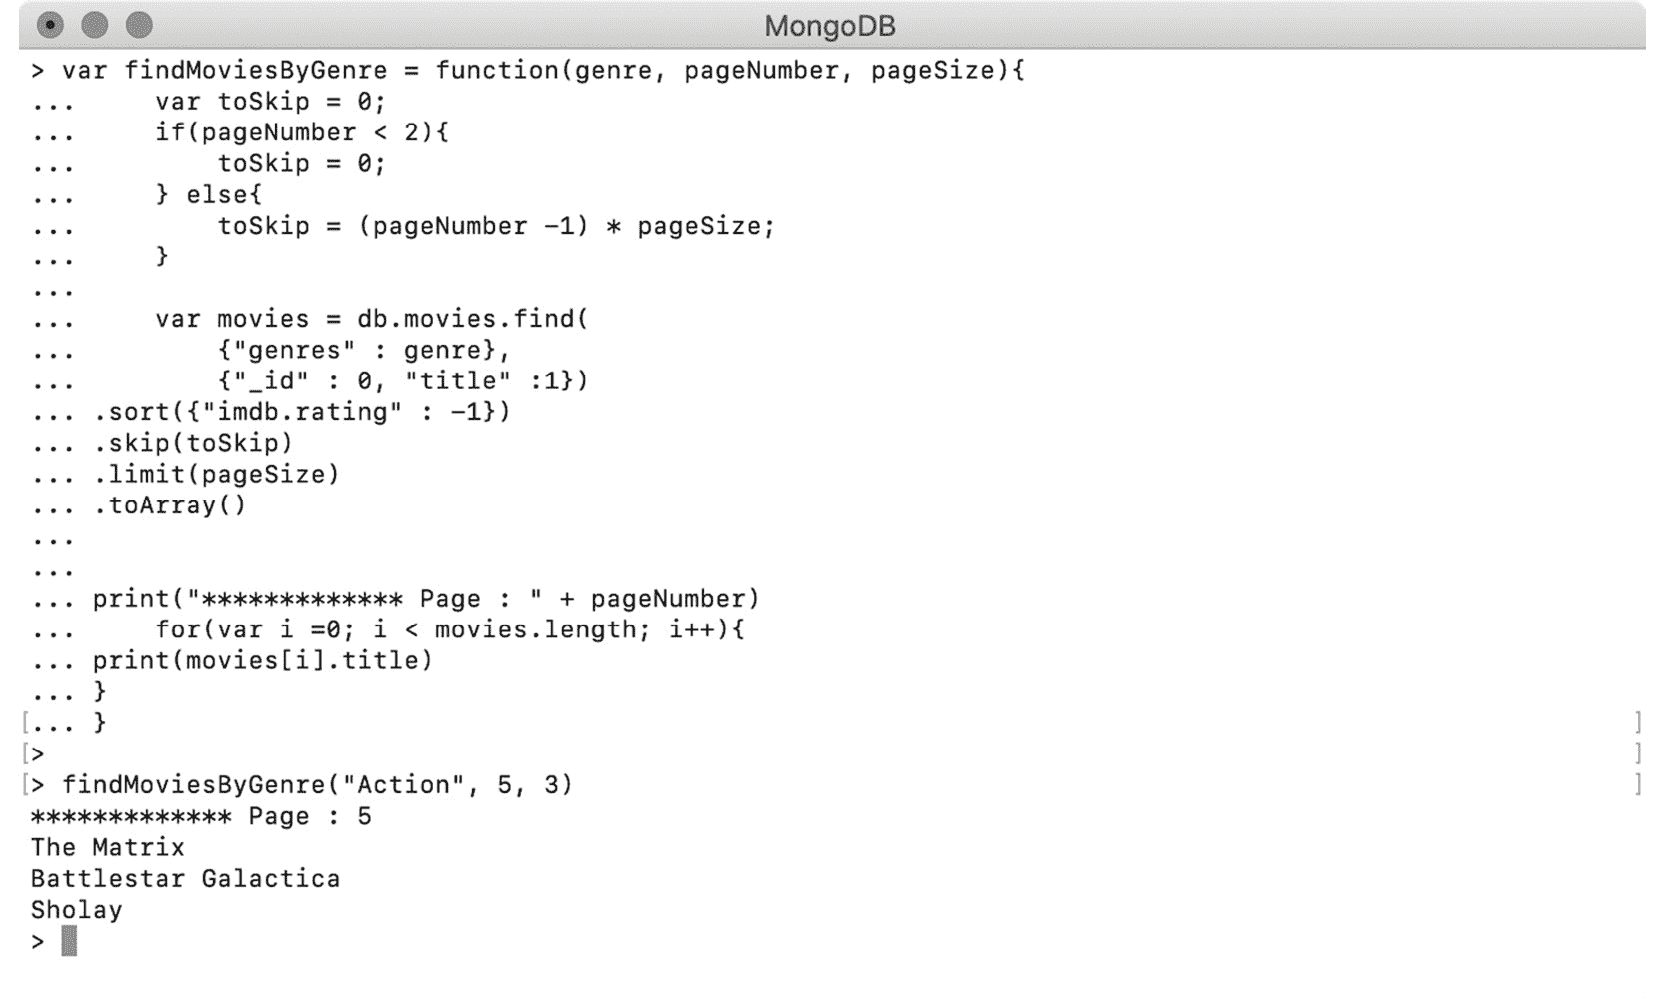 MongoDB
> var findMoviesByGenre = function(genre, pageNumber, pageSize){
...     var toSkip = 0;
...     if(pageNumber < 2){
...         toSkip = 0;
...     } else{
...         toSkip = (pageNumber -1) * pageSize;
...     }
...
...     var movies = db.movies.find(
...         {"genres" : genre},
...         {"_id" : 0, "title" :1})
... .sort({"imdb.rating" : -1})
... .skip(toSkip)
... .limit(pageSize)
... .toArray()
...
...
... print("************* Page : " + pageNumber)
...     for(var i =0; i < movies.length; i++){
... print(movies[i].title)
... }
[... } ]
[> ]
[> findMoviesByGenre("Action", 5, 3) ]
************* Page : 5
The Matrix
Battlestar Galactica
Sholay
>